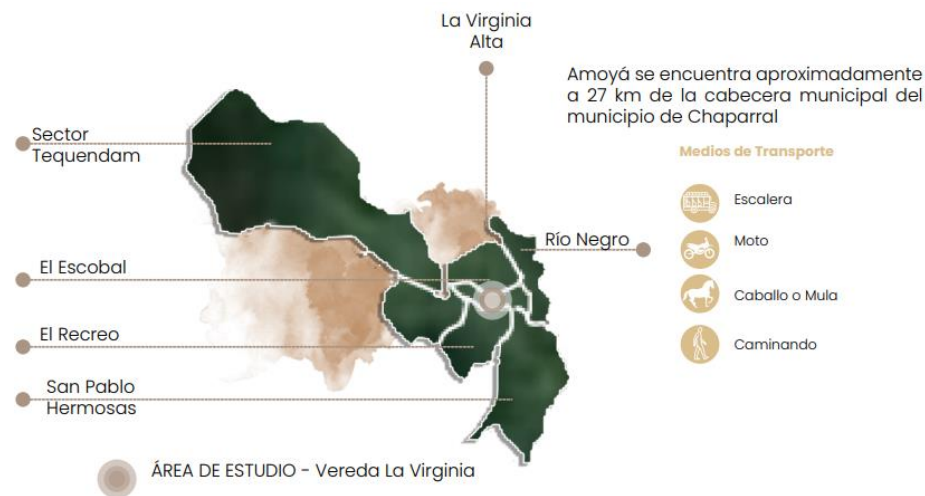 La Virginia
Alta
Amoyá se encuentra aproximadamente
a 27 km de la cabecera municipal del
municipio de Chaparral
Medios de Transporte
Escalera
Moto
Caballo o Mula
Caminando
Sector
Tequendam
Río Negro
El Escobal
El Recreo
San Pablo
Hermosas
ÁREA DE ESTUDIO - Vereda La Virginia